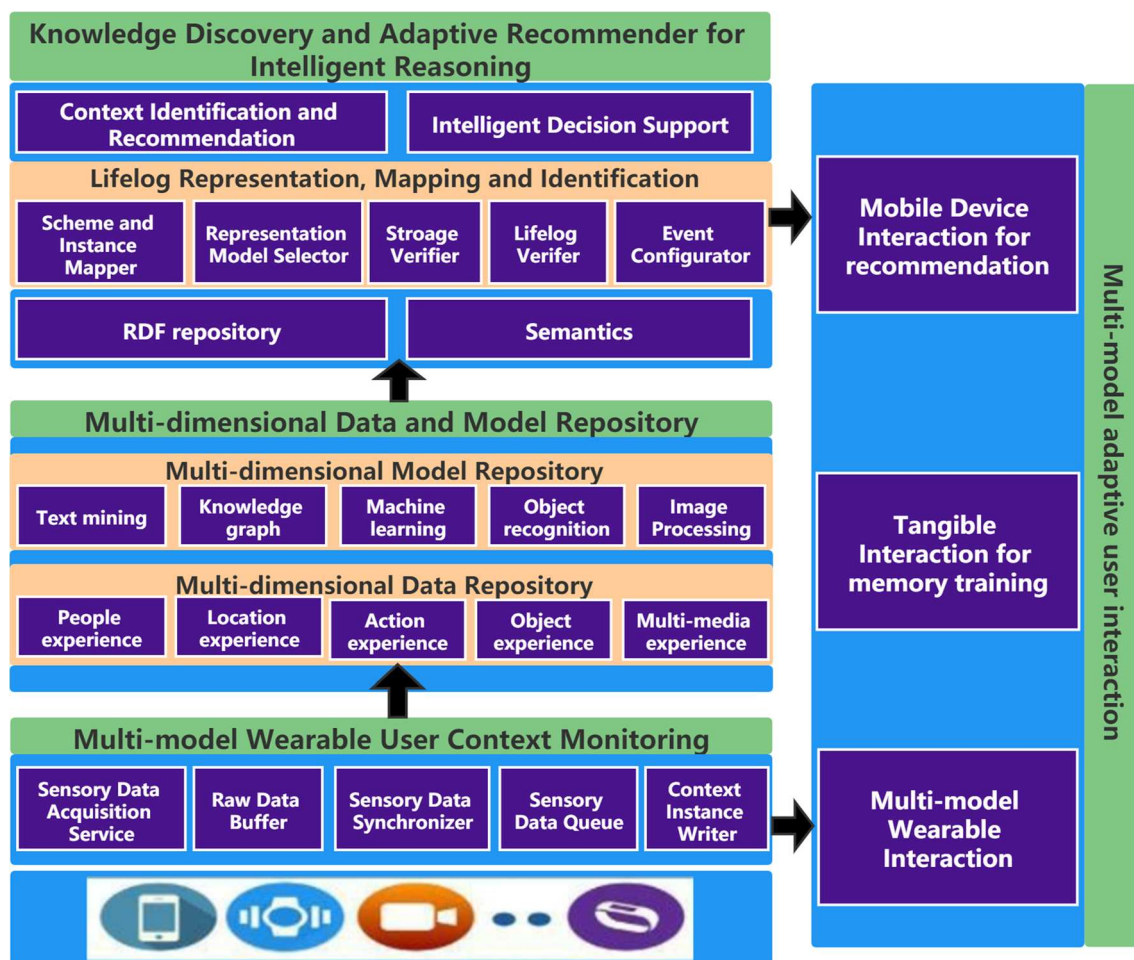 Knowledge Discovery and Adaptive Recommender for
Intelligent Reasoning
Context Identification and
Recommendation
Intelligent Decision Support
Lifelog Representation, Mapping and Identification
Scheme and
Instance
Mapper
Representation
Model Selector
Stroage
Verifier
Lifelog
Verifer
Event
Configurator
RDF repository
Semantics
Multi-dimensional Data and Model Repository
Multi-dimensional Model Repository
Text mining
Knowledge
graph
Machine
learning
Object
recognition
Image
Processing
Multi-dimensional Data Repository
People
experience
Location
experience
Action
experience
Object
experience
Multi-media
experience
Multi-model Wearable User Context Monitoring
Sensory Data
Acquisition
Service
Raw Data
Buffer
Sensory Data
Synchronizer
Sensory
Data Queue
Context
Instance
Writer
Mobile Device
Interaction for
recommendation
Tangible
Interaction for
memory training
Multi-model
Wearable
Interaction
Multi-model adaptive user interaction